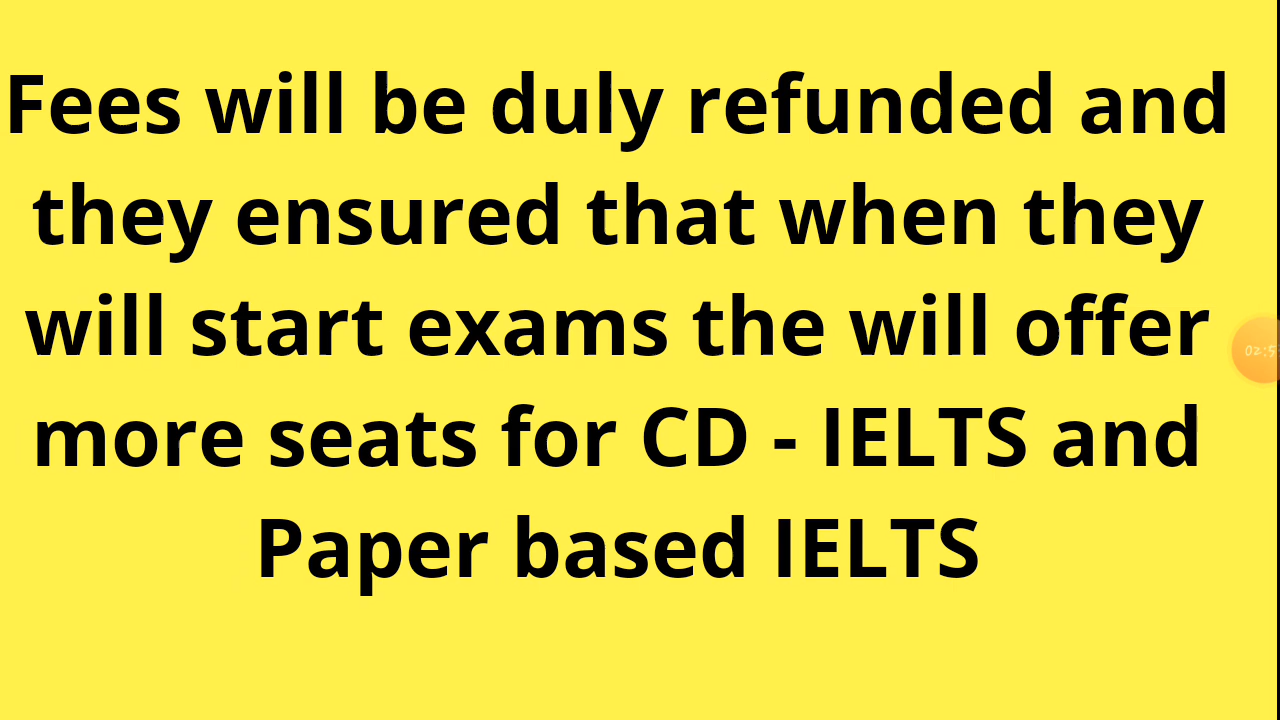 Fees will be duly refunded and
they ensured that when they
will start exams the will offer
more seats for CD - IELTS and
Paper based IELTS